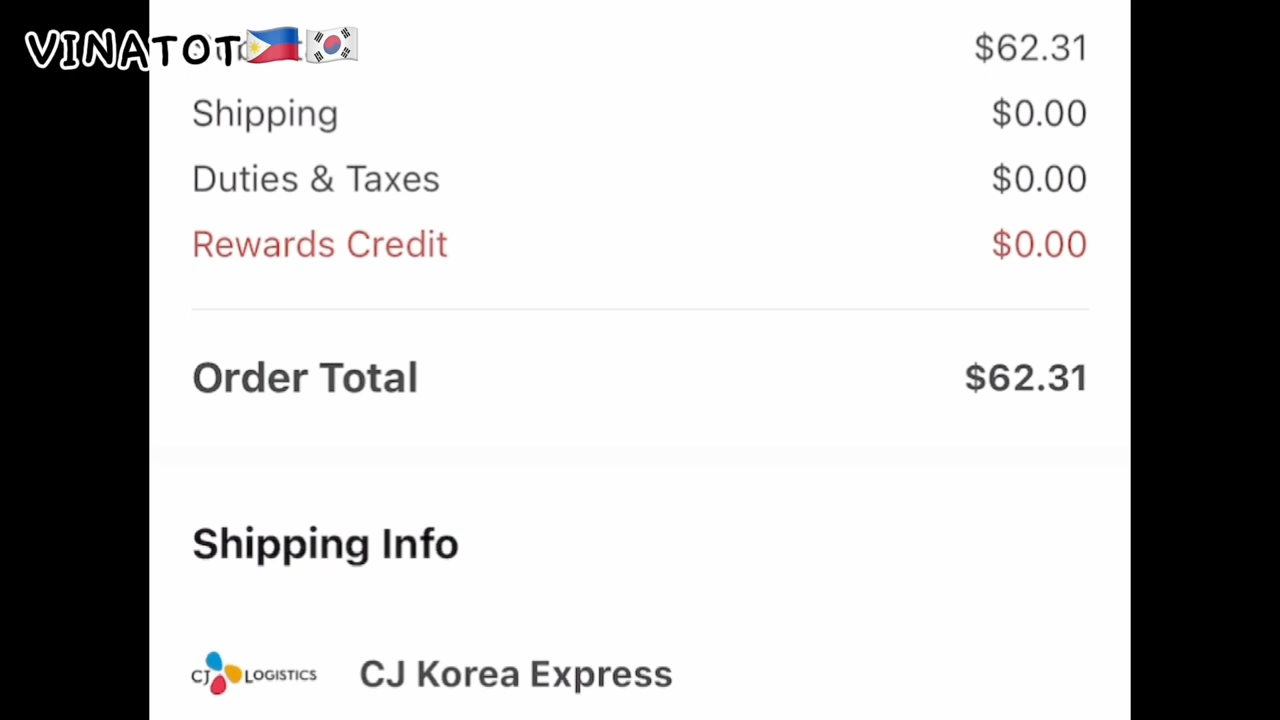 VINATOT🇵🇭🇰🇷
$62.31
Shipping $0.00
Duties & Taxes $0.00
Rewards Credit $0.00
Order Total $62.31
Shipping Info
CJ LOGISTICS CJ Korea Express